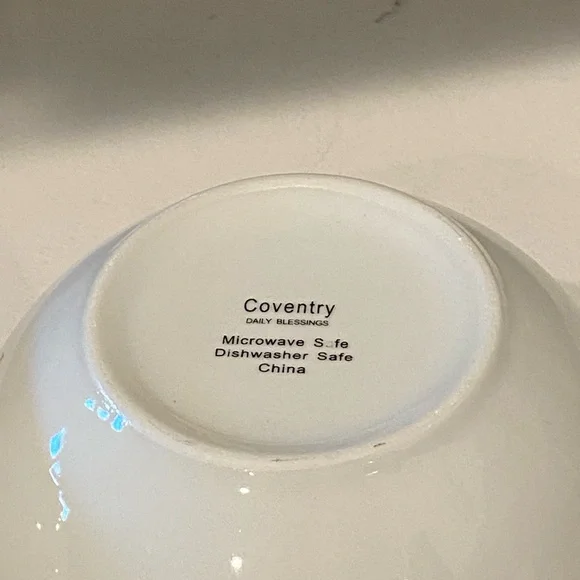 Coventry
DAILY BLESSINGS
Microwave Safe
Dishwasher Safe
China